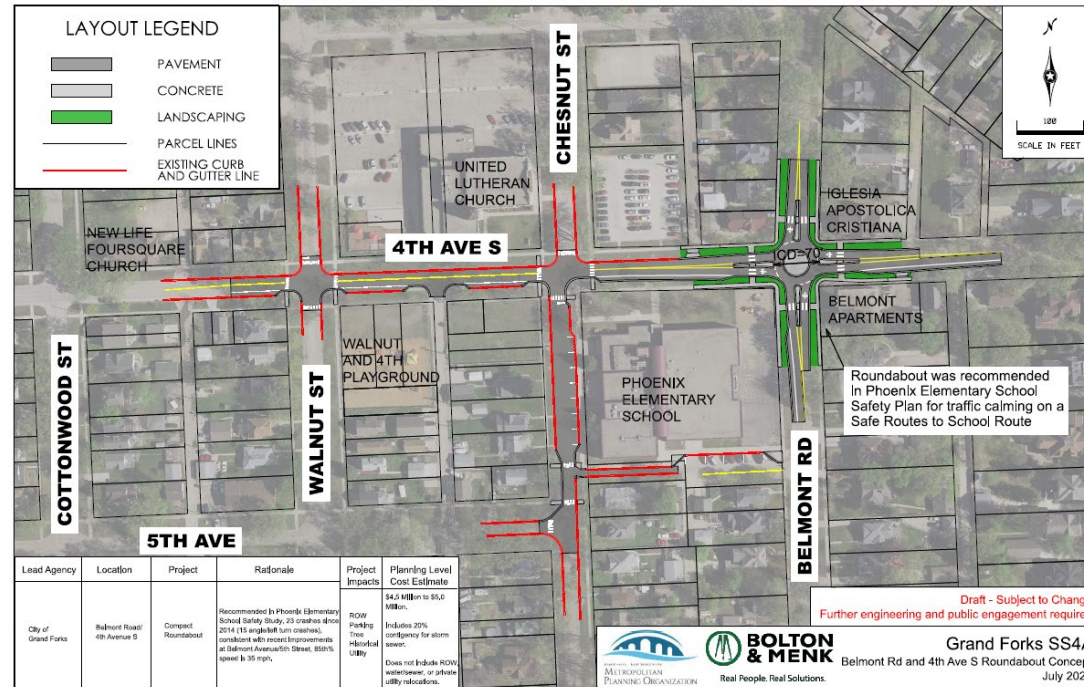 LAYOUT LEGEND
PAVEMENT
CONCRETE
LANDSCAPING
PARCEL LINES
EXISTING CURB
AND GUTTER LINE
N
100
SCALE IN FEET
CHESNUT ST
UNITED
LUTHERAN
CHURCH
IGLESIA
APOSTOLICA
CRISTIANA
NEW LIFE
FOURSQUARE
CHURCH
4TH AVE S
ICD=70
BELMONT
APARTMENTS
WALNUT
AND 4TH
PLAYGROUND
PHOENIX
ELEMENTARY
SCHOOL
Roundabout was recommended
in Phoenix Elementary School
Safety Plan for traffic calming on a
Safe Routes to School Route
COTTONWOOD ST
WALNUT ST
BELMONT RD
5TH AVE
Lead Agency
Location
Project
Rationale
Project
Impacts
Planning Level
Cost Estimate
City of
Grand Forks
Belmont Road/
4th Avenue S
Compact
Roundabout
Recommended in Phoenix Elementary
School Safety Study, 23 crashes since
2014 (15 angle/left turn crashes),
consistent with recent improvements
at Belmont Avenue/5th Street, 85th%
speed is 35 mph.
ROW
Parking
Tree
Historical
Utility
$4.5 Million to $5.0
Million.
Includes 20%
contigency for storm
sewer.
Does not include ROW,
water/sewer, or private
utility relocations.
Draft - Subject to Chang
Further engineering and public engagement require
METROPOLITAN
PLANNING ORGANIZATION
BOLTON
& MENK
Real People. Real Solutions.
Grand Forks SS4A
Belmont Rd and 4th Ave S Roundabout Concep
July 202